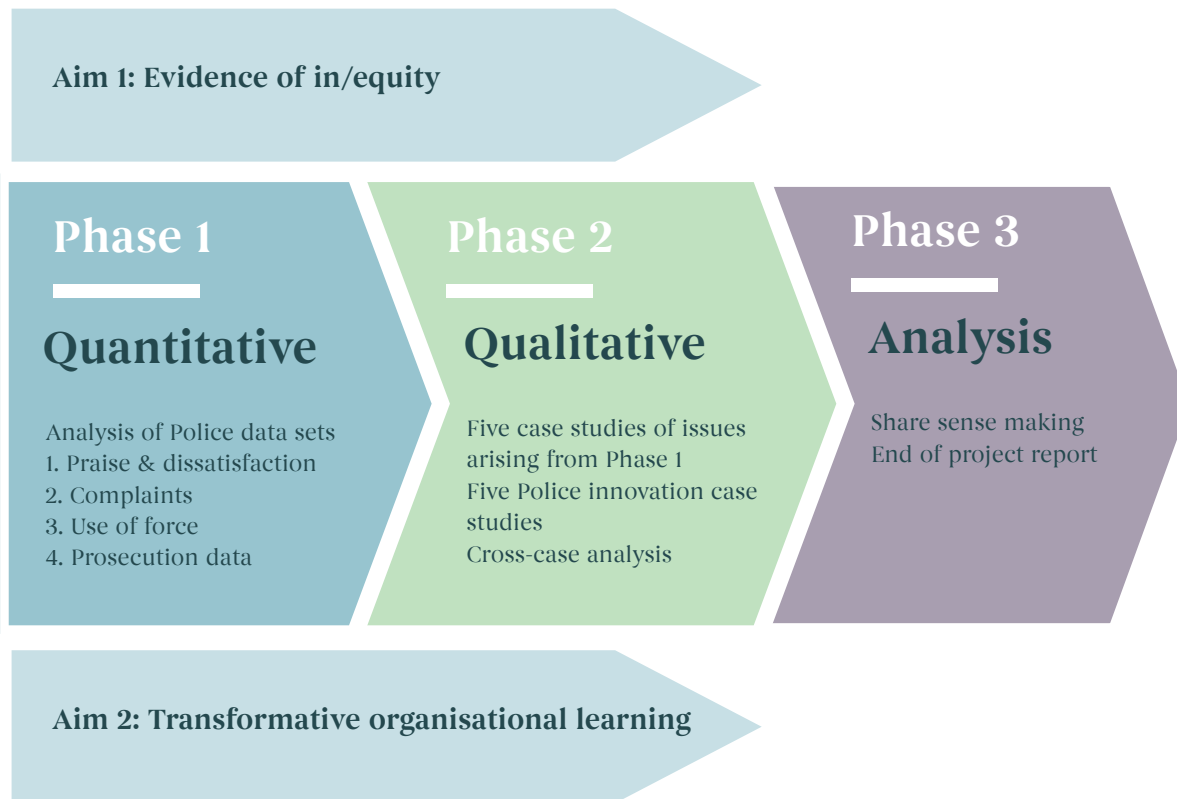 Aim 1: Evidence of in/equity
Phase 1
Quantitative
Analysis of Police data sets
1. Praise & dissatisfaction
2. Complaints
3. Use of force
4. Prosecution data
Phase 2
Qualitative
Five case studies of issues
arising from Phase 1
Five Police innovation case
studies
Cross-case analysis
Phase 3
Analysis
Share sense making
End of project report
Aim 2: Transformative organisational learning